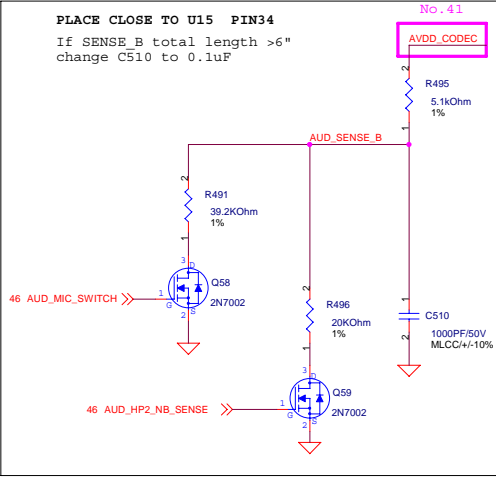 No.41
PLACE CLOSE TO U15 PIN34
If SENSE_B total length >6"
change C510 to 0.1uF
AVDD_CODEC
2
R495
5.1kOhm
1%
1
AUD_SENSE_B
2
R491
39.2KOhm
1%
1
3
D
Q58
46 AUD_MIC_SWITCH
1
G
2N7002
2
S
2
R496
20KOhm
1%
1
1
C510
1000PF/50V
2
MLCC/+/-10%
3
D
Q59
46 AUD_HP2_NB_SENSE
1
G
2N7002
2
S